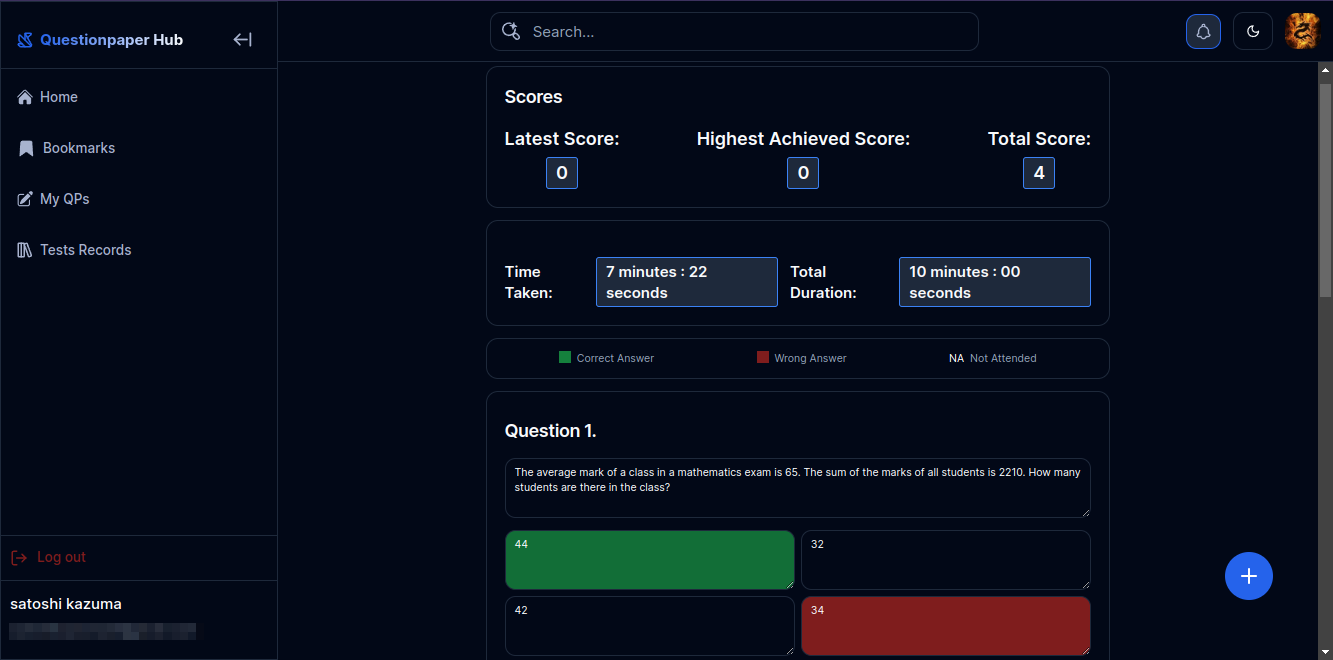 Questionpaper Hub
Search...
Home
Bookmarks
My QPs
Tests Records
Log out
satoshi kazuma
Scores
Latest Score:
Highest Achieved Score:
Total Score:
0
0
4
Time
Taken:
7 minutes : 22
seconds
Total
Duration:
10 minutes : 00
seconds
Correct Answer
Wrong Answer
NA Not Attended
Question 1.
The average mark of a class in a mathematics exam is 65. The sum of the marks of all students is 2210. How many
students are there in the class?
44
32
42
34